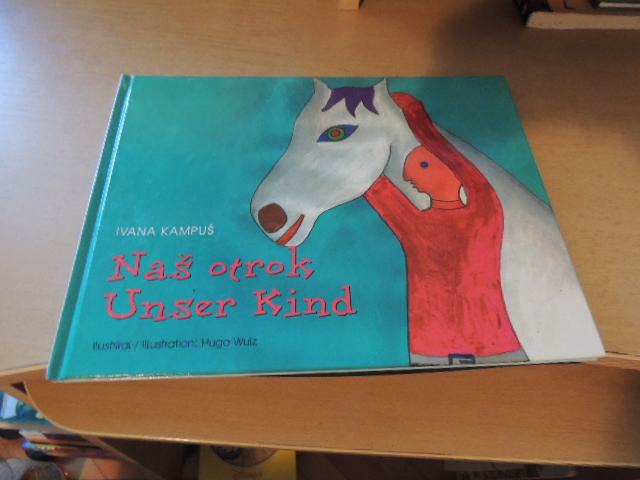 IVANA KAMPUŠ
Naš otrok
Unser Kind
Ilustriral / Illustration: Hugo Wulz